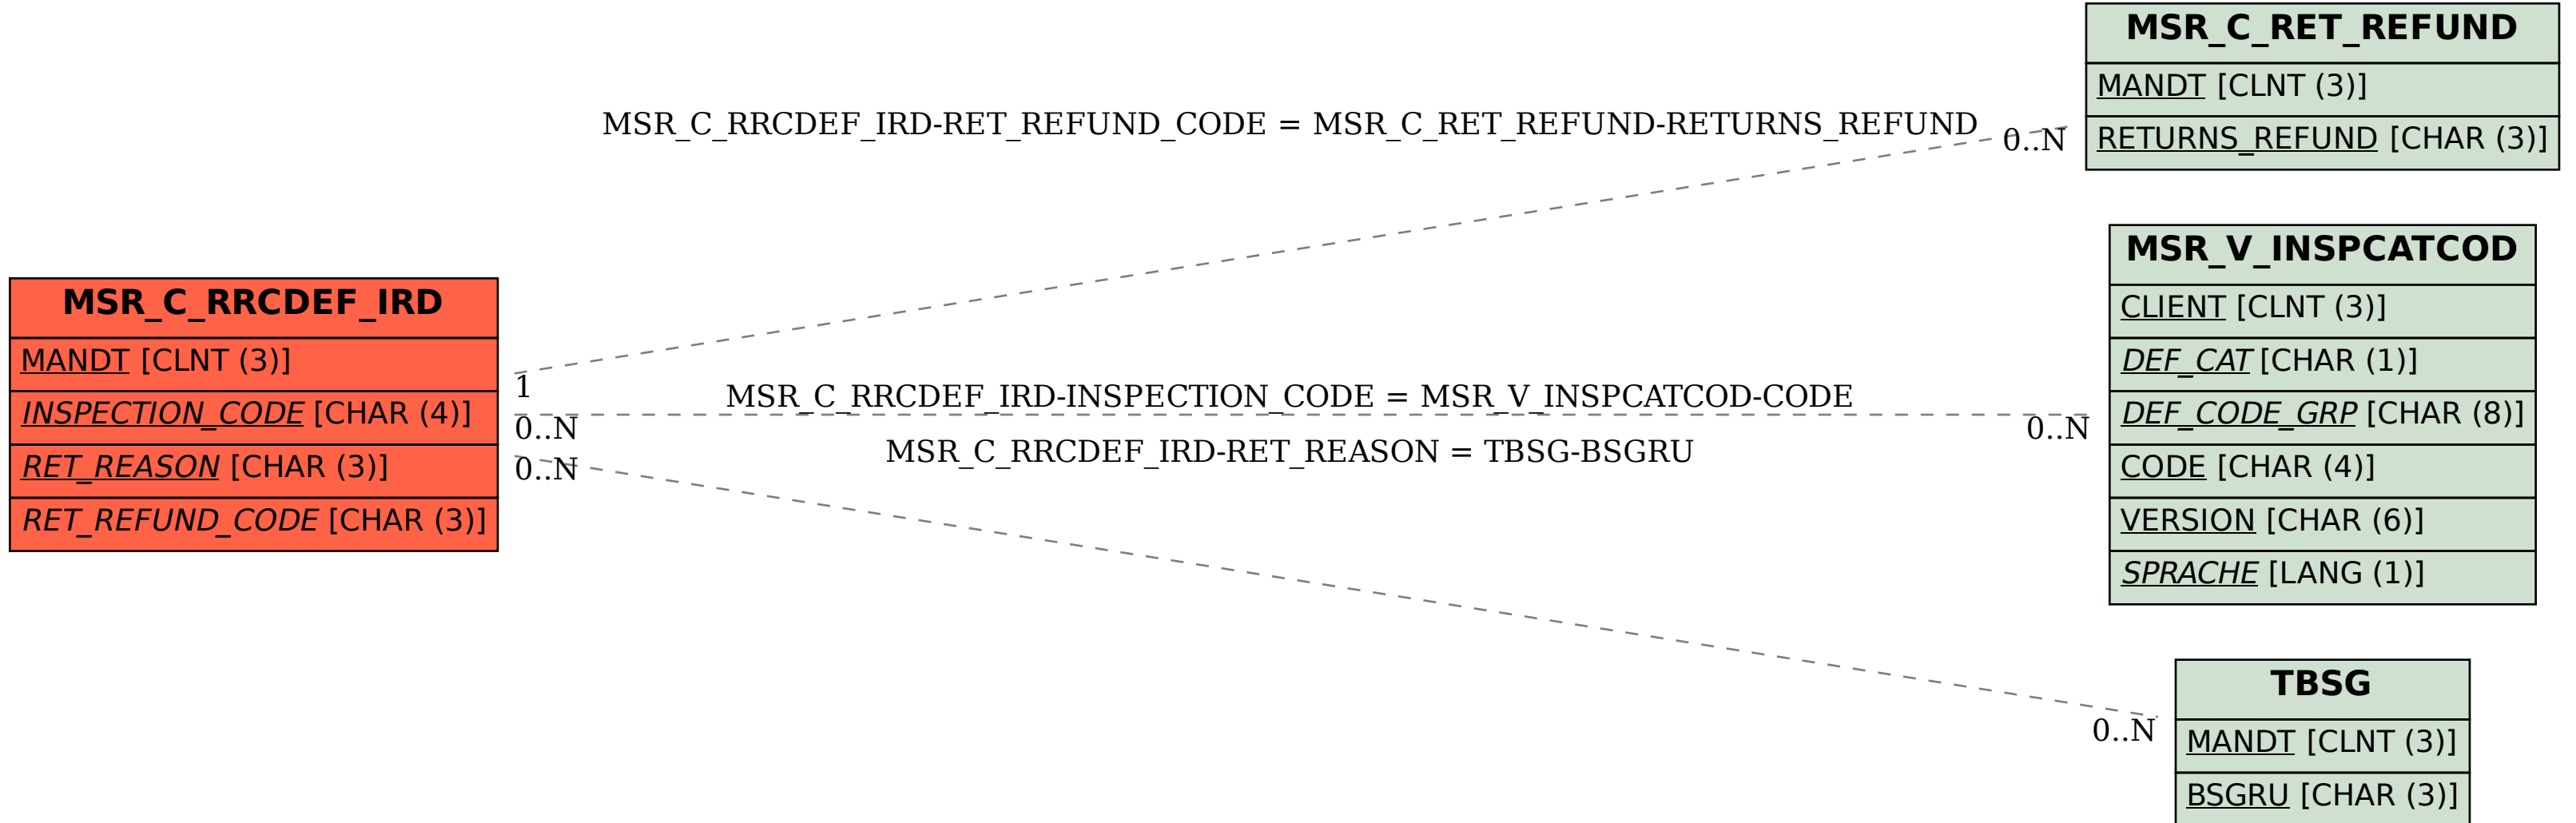 MSR_C_RET_REFUND
MANDT [CLNT (3)]
RETURNS_REFUND [CHAR (3)]
MSR_C_RRCDEF_IRD-RET_REFUND_CODE = MSR_C_RET_REFUND-RETURNS_REFUND
0..N
MSR_V_INSPCATCOD
CLIENT [CLNT (3)]
DEF_CAT [CHAR (1)]
DEF_CODE_GRP [CHAR (8)]
CODE [CHAR (4)]
VERSION [CHAR (6)]
SPRACHE [LANG (1)]
MSR_C_RRCDEF_IRD
MANDT [CLNT (3)]
INSPECTION_CODE [CHAR (4)]
RET_REASON [CHAR (3)]
RET_REFUND_CODE [CHAR (3)]
1
MSR_C_RRCDEF_IRD-INSPECTION_CODE = MSR_V_INSPCATCOD-CODE
0..N
0..N
MSR_C_RRCDEF_IRD-RET_REASON = TBSG-BSGRU
0..N
0..N
TBSG
MANDT [CLNT (3)]
BSGRU [CHAR (3)]